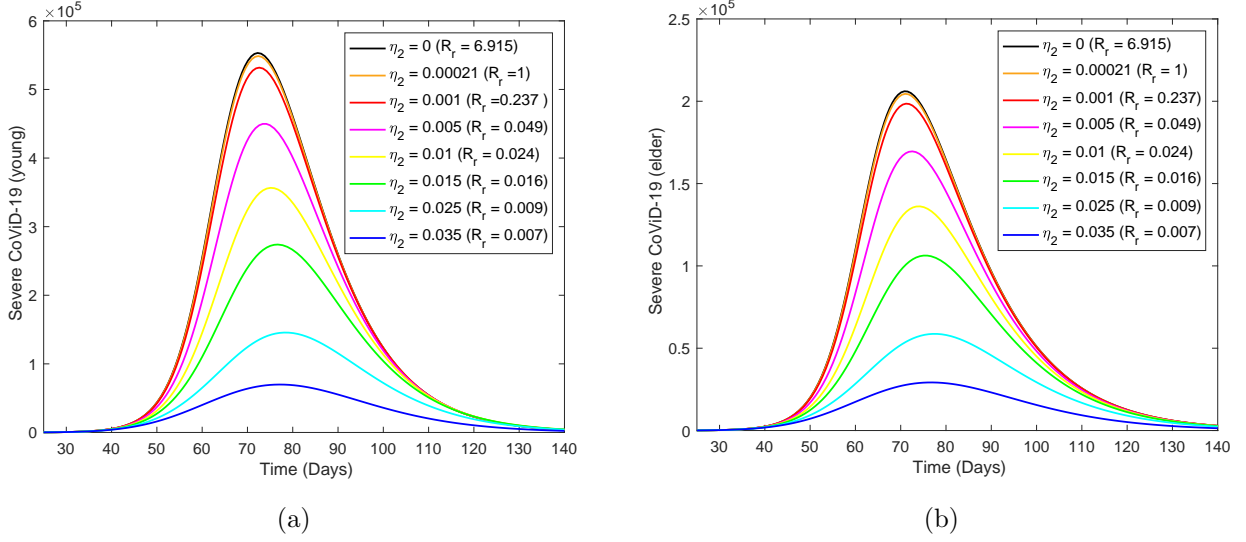 × 10⁵
6
5
4
3
2
1
0
30 40 50 60 70 80 90 100 110 120 130 140
Time (Days)
Severe CoViD-19 (young)
η₂ = 0 (Rᵣ = 6.915)
η₂ = 0.00021 (Rᵣ =1)
η₂ = 0.001 (Rᵣ =0.237 )
η₂ = 0.005 (Rᵣ = 0.049)
η₂ = 0.01 (Rᵣ = 0.024)
η₂ = 0.015 (Rᵣ = 0.016)
η₂ = 0.025 (Rᵣ = 0.009)
η₂ = 0.035 (Rᵣ = 0.007)
(a)
× 10⁵
2.5
2
1.5
1
0.5
0
30 40 50 60 70 80 90 100 110 120 130 140
Time (Days)
Severe CoViD-19 (elder)
η₂ = 0 (Rᵣ = 6.915)
η₂ = 0.00021 (Rᵣ = 1)
η₂ = 0.001 (Rᵣ = 0.237)
η₂ = 0.005 (Rᵣ = 0.049)
η₂ = 0.01 (Rᵣ = 0.024)
η₂ = 0.015 (Rᵣ = 0.016)
η₂ = 0.025 (Rᵣ = 0.009)
η₂ = 0.035 (Rᵣ = 0.007)
(b)